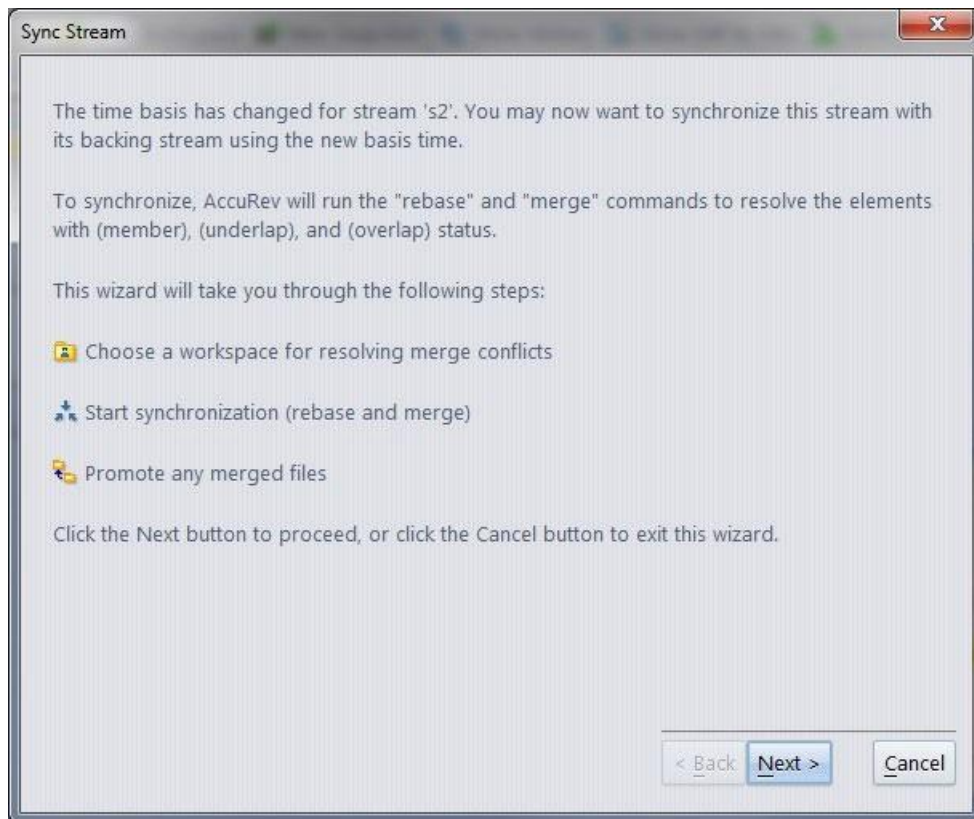 Sync Stream
The time basis has changed for stream 's2'. You may now want to synchronize this stream with
its backing stream using the new basis time.
To synchronize, AccuRev will run the "rebase" and "merge" commands to resolve the elements
with (member), (underlap), and (overlap) status.
This wizard will take you through the following steps:
Choose a workspace for resolving merge conflicts
Start synchronization (rebase and merge)
Promote any merged files
Click the Next button to proceed, or click the Cancel button to exit this wizard.
< Back Next > Cancel